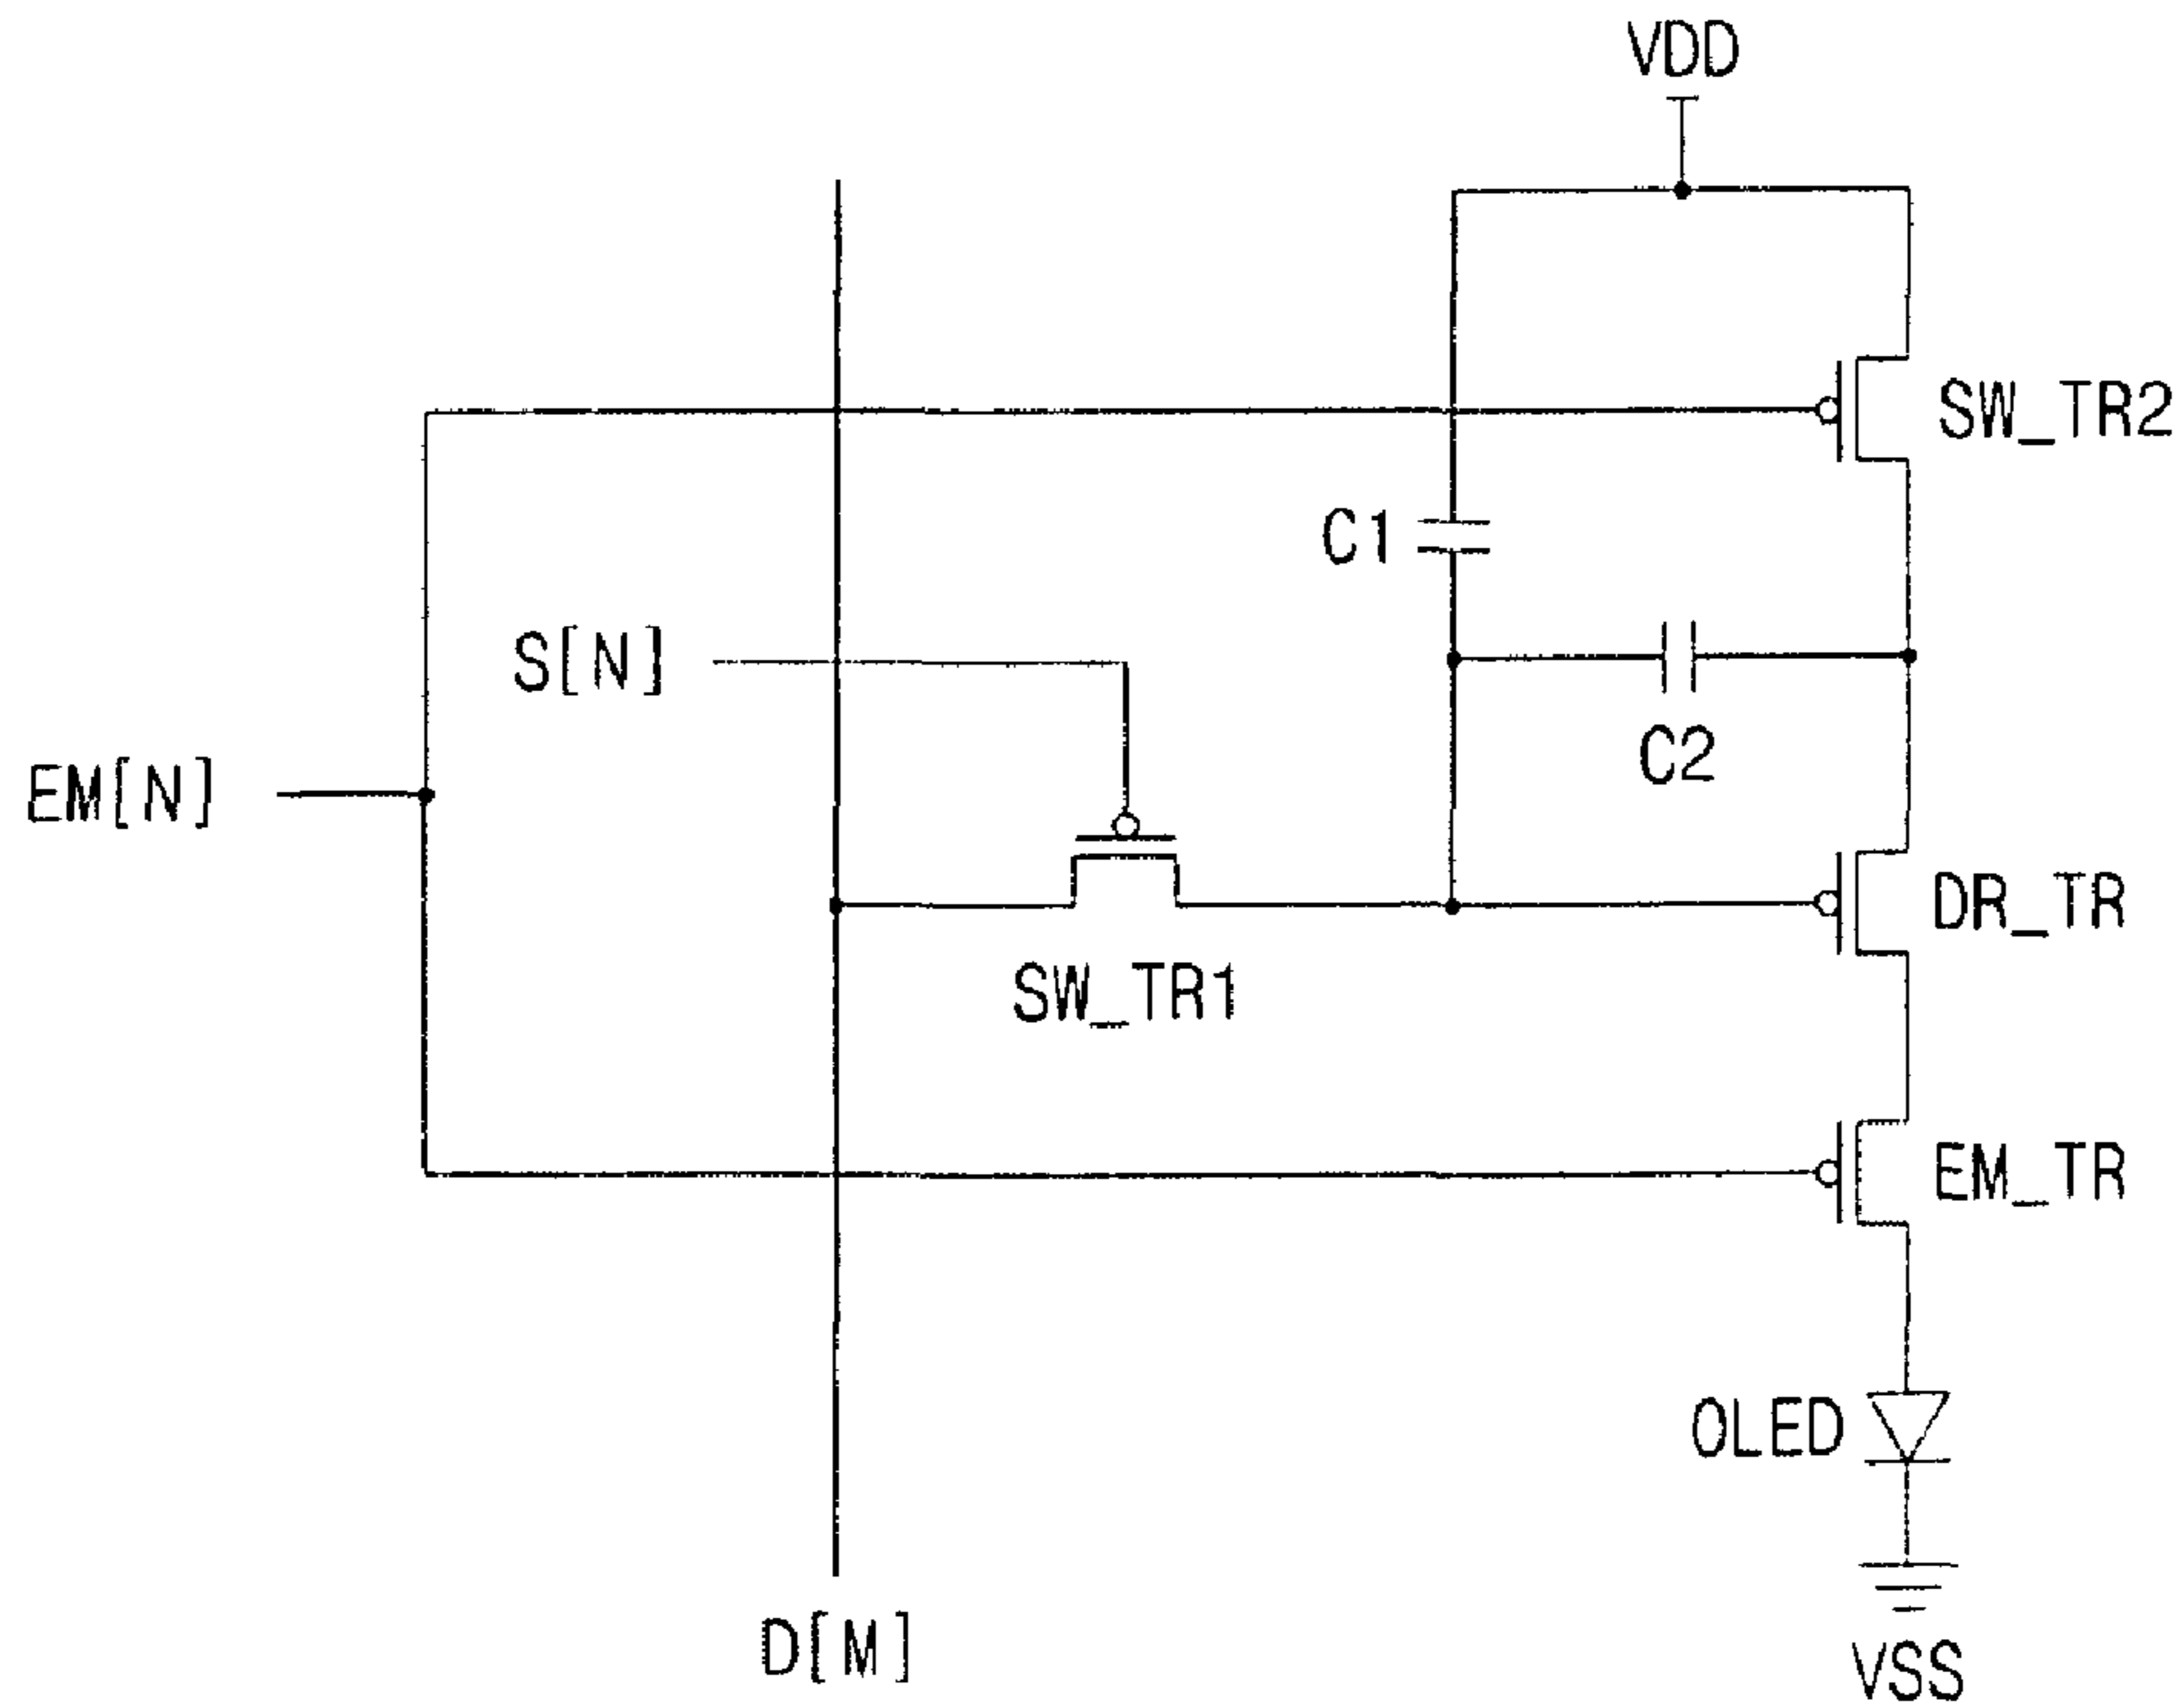 VDD
SW_TR2
C1
S[N]
C2
EM[N]
DR_TR
SW_TR1
EM_TR
OLED
D[M]
VSS